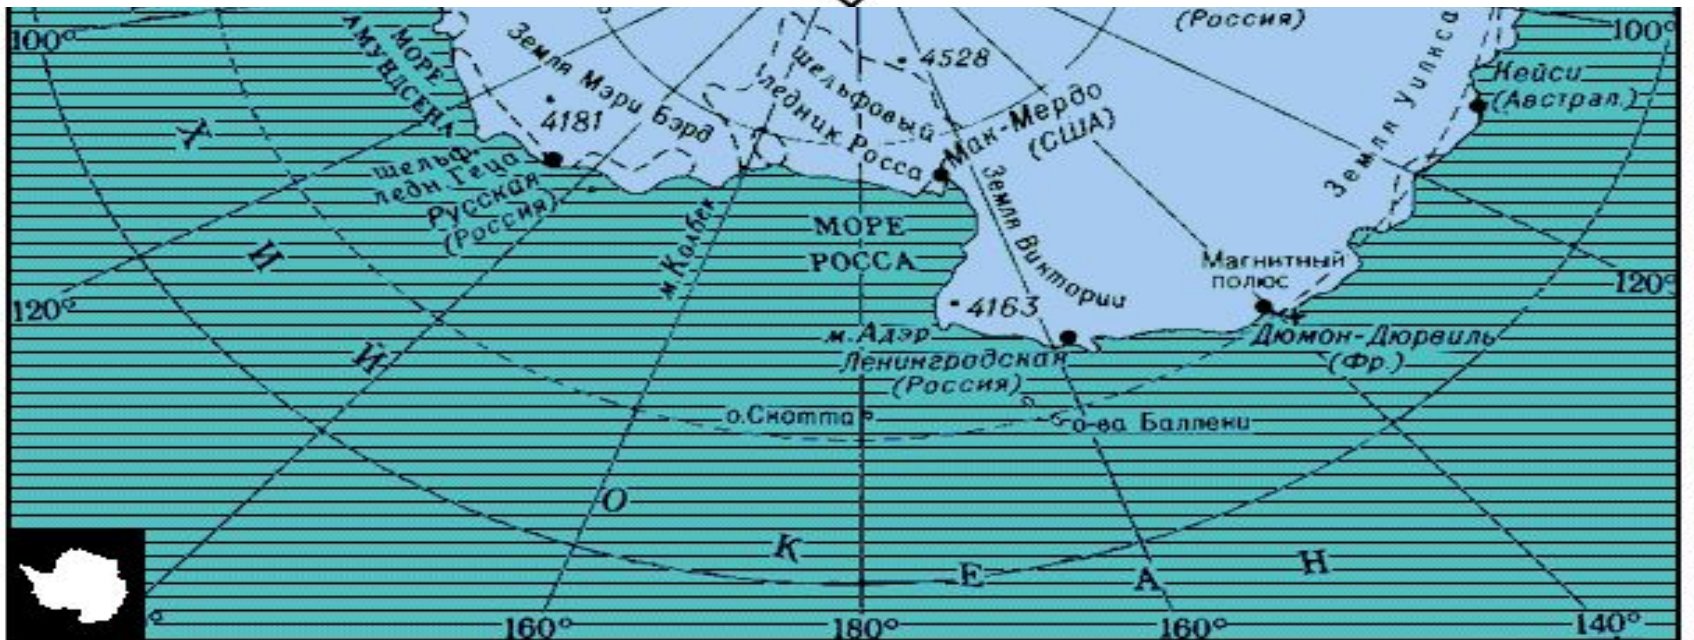 (Россия)
100°
100°
МОРЕ
АМУНДСЕНА
Земля Мэри Бэрд
4181
шельфовый
ледник Росса
4528
Мак-Мердо
(США)
Земля Уилкса
Кейси
(Австрал.)
шельф.
ледн. Геца
Русская
(Россия)
м.Колбек
МОРЕ
РОССА
Земля Виктории
Магнитный
полюс
120°
120°
4163
м.Адэр
Ленинградская
(Россия)
Дюмон-Дюрвиль
(Фр.)
о.Скотта
о-ва Баллени
Х И Й
О К Е А Н
160°
180°
160°
140°